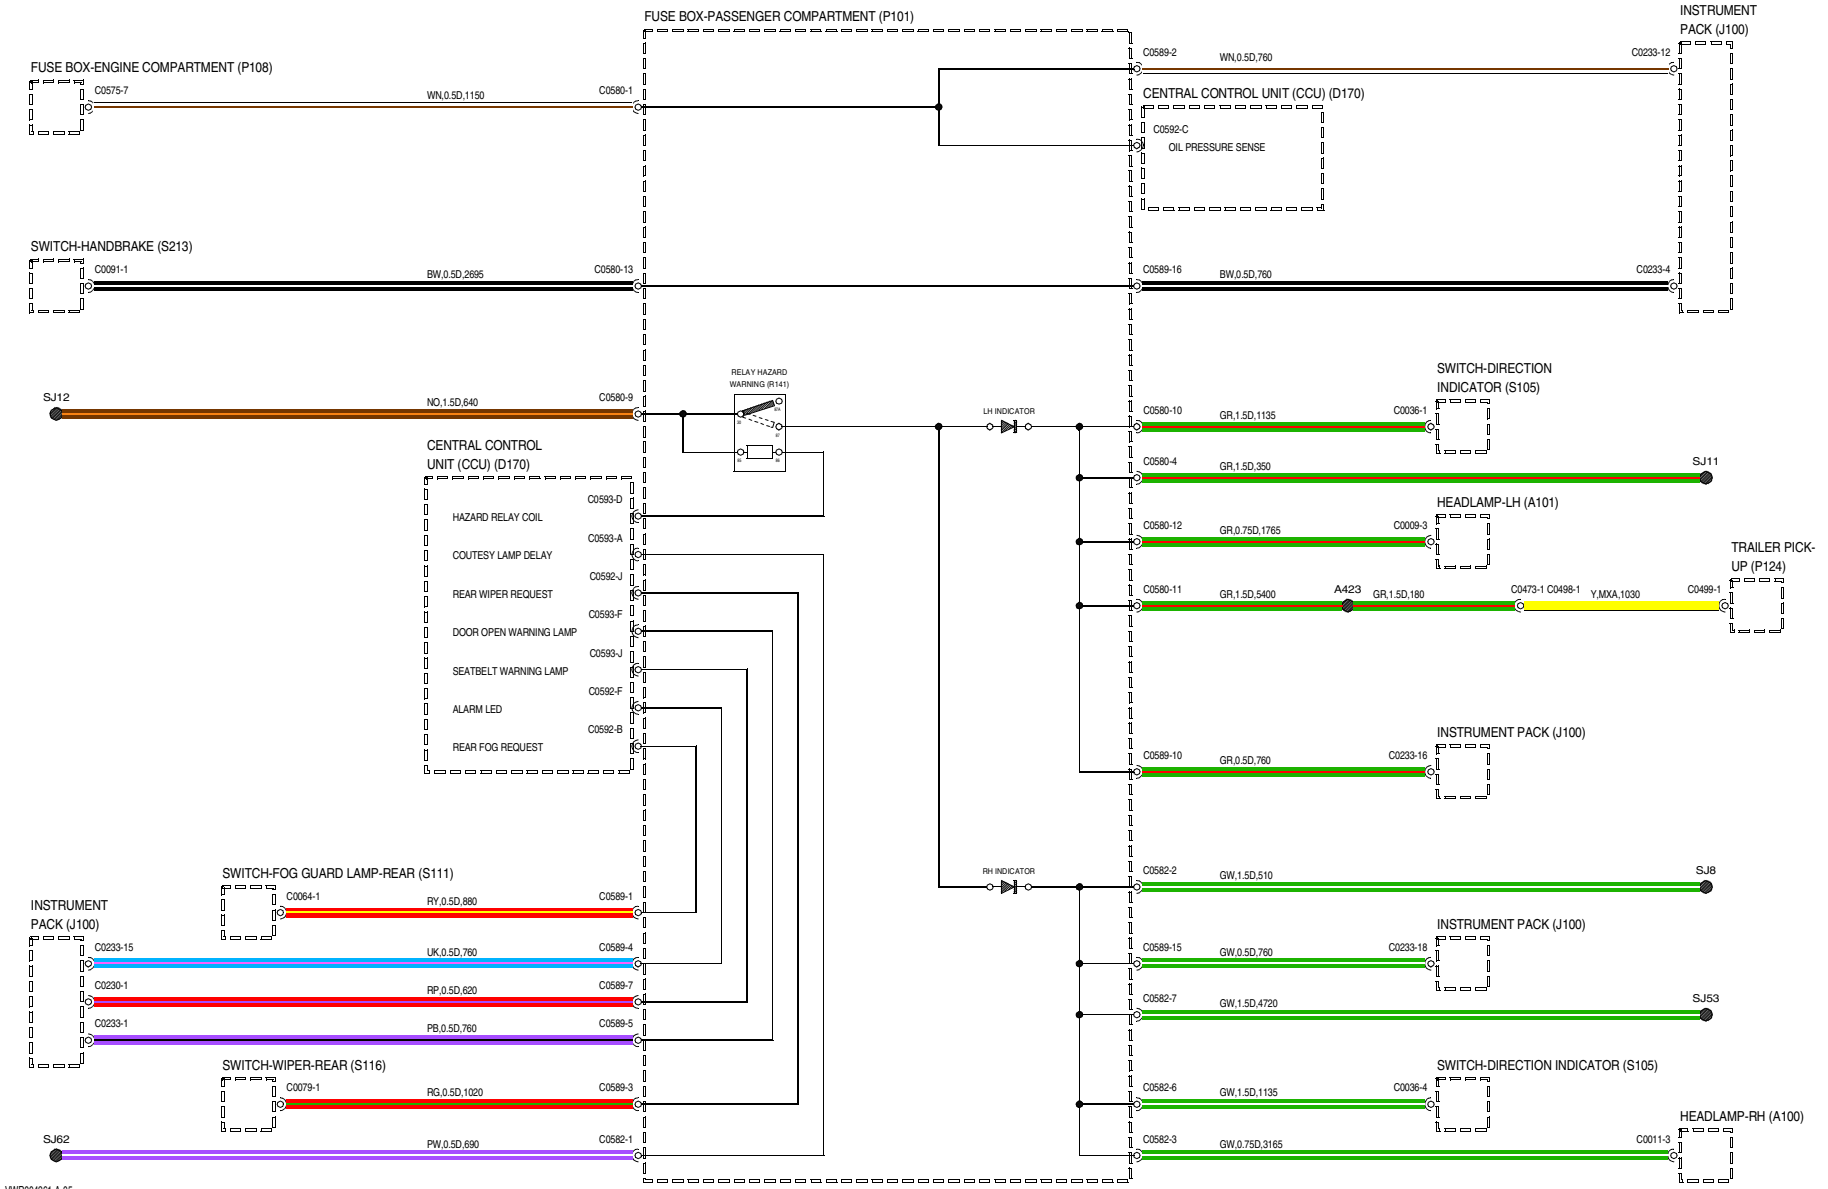 FUSE BOX-PASSENGER COMPARTMENT (P101)
INSTRUMENT
PACK (J100)
FUSE BOX-ENGINE COMPARTMENT (P108)
C0575-7
WN,0.5D,1150
C0580-1
C0589-2
WN,0.5D,760
C0233-12
CENTRAL CONTROL UNIT (CCU) (D170)
C0592-C
OIL PRESSURE SENSE
SWITCH-HANDBRAKE (S213)
C0091-1
BW,0.5D,2695
C0580-13
C0589-16
BW,0.5D,760
C0233-4
SJ12
NO,1.5D,640
C0580-9
RELAY HAZARD
WARNING (R141)
87A
30
87
85
86
LH INDICATOR
SWITCH-DIRECTION
INDICATOR (S105)
C0580-10
GR,1.5D,1135
C0036-1
C0580-4
GR,1.5D,350
SJ11
HEADLAMP-LH (A101)
C0580-12
GR,0.75D,1765
C0009-3
TRAILER PICK-
UP (P124)
C0580-11
GR,1.5D,5400
A423
GR,1.5D,180
C0473-1 C0498-1
Y,MXA,1030
C0499-1
CENTRAL CONTROL
UNIT (CCU) (D170)
C0593-D
HAZARD RELAY COIL
C0593-A
COUTESY LAMP DELAY
C0592-J
REAR WIPER REQUEST
C0593-F
DOOR OPEN WARNING LAMP
C0593-J
SEATBELT WARNING LAMP
C0592-F
ALARM LED
C0592-B
REAR FOG REQUEST
INSTRUMENT PACK (J100)
C0589-10
GR,0.5D,760
C0233-16
SWITCH-FOG GUARD LAMP-REAR (S111)
C0064-1
RY,0.5D,880
C0589-1
RH INDICATOR
C0582-2
GW,1.5D,510
SJ8
INSTRUMENT
PACK (J100)
C0233-15
UK,0.5D,760
C0589-4
C0230-1
RP,0.5D,620
C0589-7
C0233-1
PB,0.5D,760
C0589-5
INSTRUMENT PACK (J100)
C0589-15
GW,0.5D,760
C0233-18
C0582-7
GW,1.5D,4720
SJ53
SWITCH-WIPER-REAR (S116)
C0079-1
RG,0.5D,1020
C0589-3
SWITCH-DIRECTION INDICATOR (S105)
C0582-6
GW,1.5D,1135
C0036-4
SJ62
PW,0.5D,690
C0582-1
HEADLAMP-RH (A100)
C0582-3
GW,0.75D,3165
C0011-3